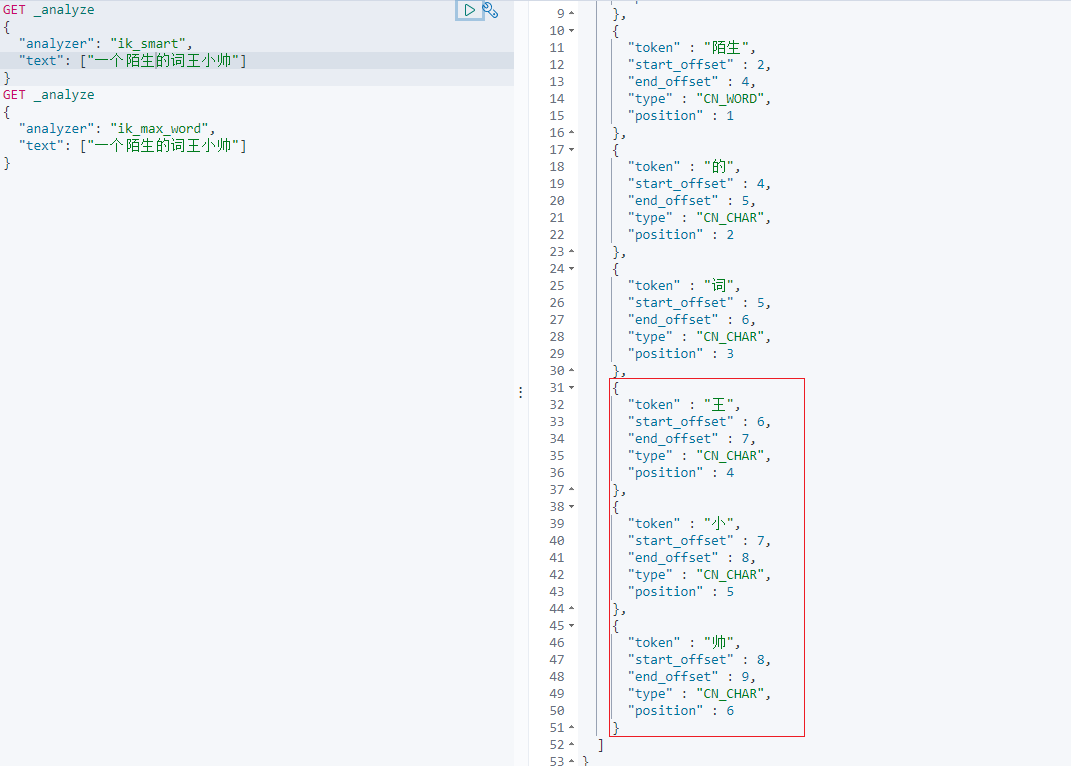 GET _analyze
{
  "analyzer": "ik_smart",
  "text": ["一个陌生的词王小帅"]
}
GET _analyze
{
  "analyzer": "ik_max_word",
  "text": ["一个陌生的词王小帅"]
}
9 },
10 {
11 "token" : "陌生",
12 "start_offset" : 2,
13 "end_offset" : 4,
14 "type" : "CN_WORD",
15 "position" : 1
16 },
17 {
18 "token" : "的",
19 "start_offset" : 4,
20 "end_offset" : 5,
21 "type" : "CN_CHAR",
22 "position" : 2
23 },
24 {
25 "token" : "词",
26 "start_offset" : 5,
27 "end_offset" : 6,
28 "type" : "CN_CHAR",
29 "position" : 3
30 },
31 {
32 "token" : "王",
33 "start_offset" : 6,
34 "end_offset" : 7,
35 "type" : "CN_CHAR",
36 "position" : 4
37 },
38 {
39 "token" : "小",
40 "start_offset" : 7,
41 "end_offset" : 8,
42 "type" : "CN_CHAR",
43 "position" : 5
44 },
45 {
46 "token" : "帅",
47 "start_offset" : 8,
48 "end_offset" : 9,
49 "type" : "CN_CHAR",
50 "position" : 6
51 }
52 ]
53 }